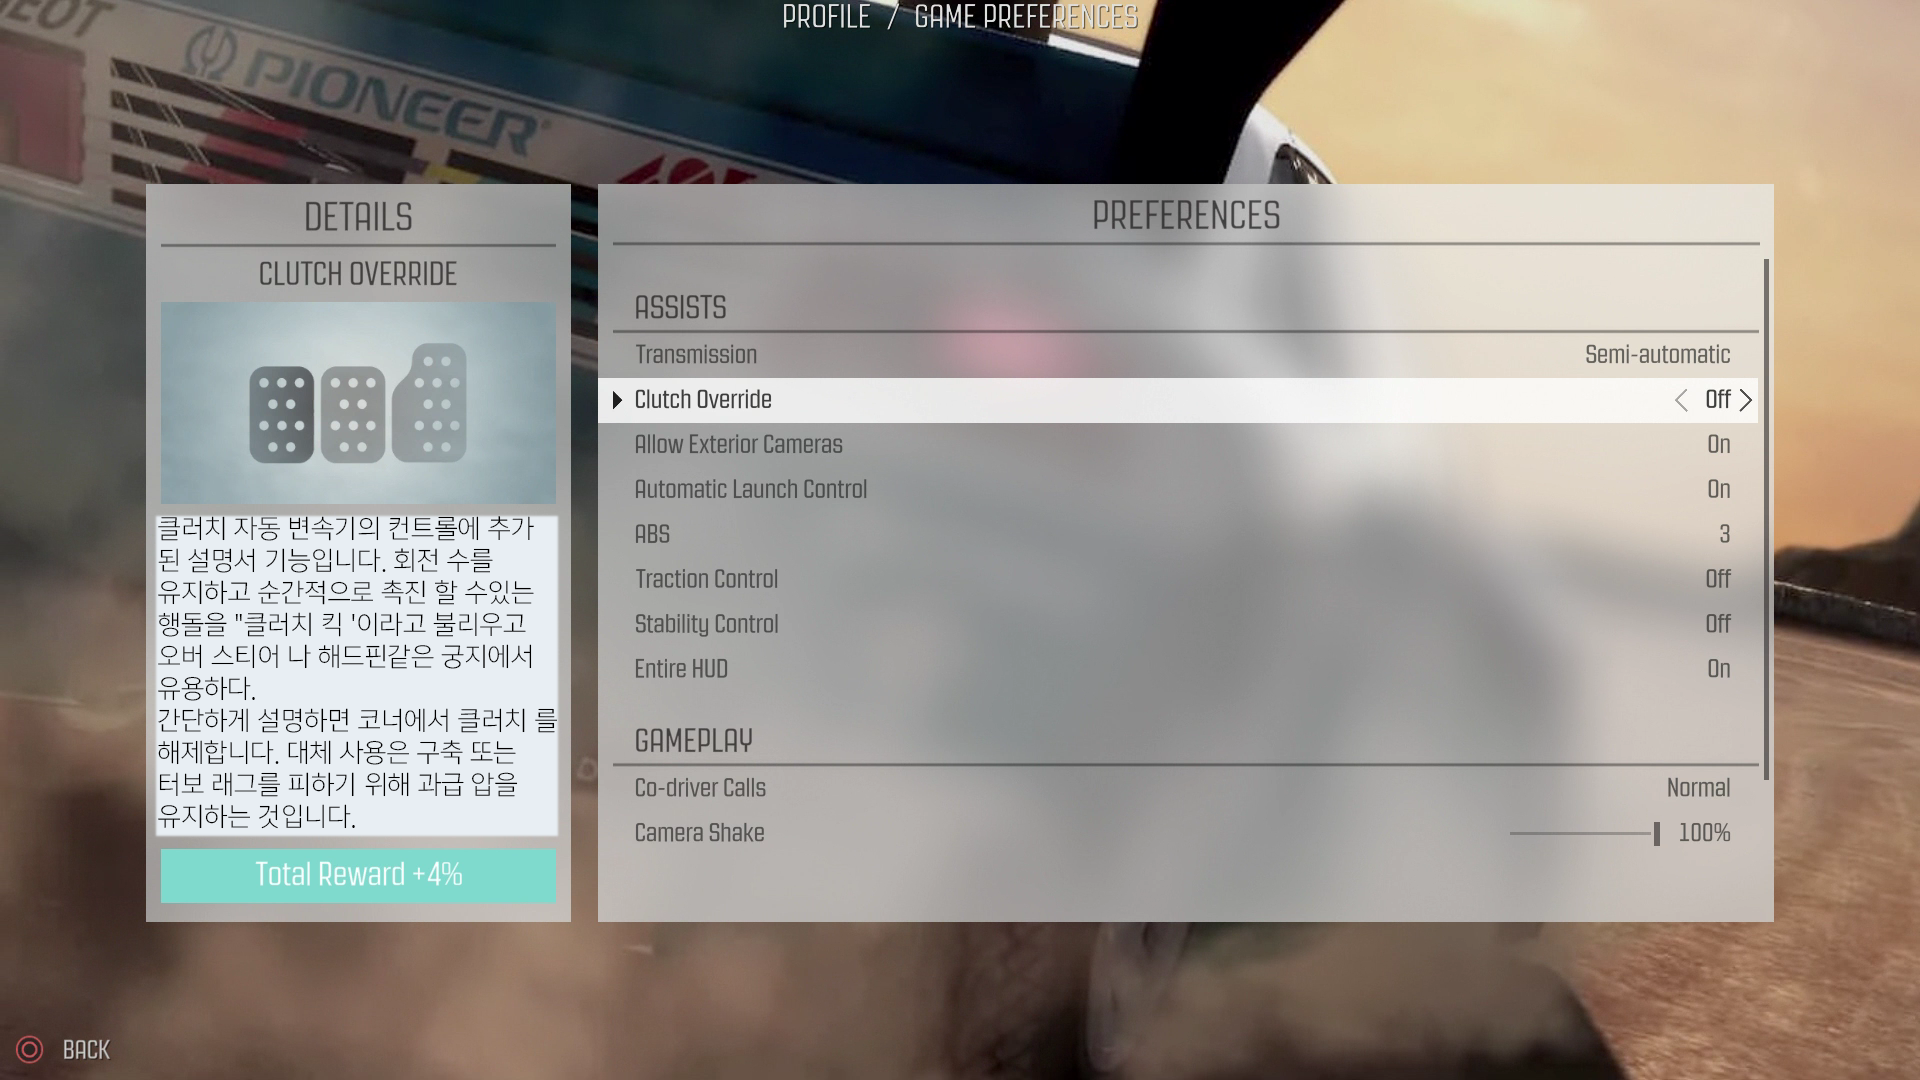 PROFILE / GAME PREFERENCES
PIONEER
DETAILS
CLUTCH OVERRIDE
클러치 자동 변속기의 컨트롤에 추가
된 설명서 기능입니다. 회전 수를
유지하고 순간적으로 촉진 할 수있는
행돌을 "클러치 킥 '이라고 불리우고
오버 스티어 나 해드핀같은 궁지에서
유용하다.
간단하게 설명하면 코너에서 클러치 를
해제합니다. 대체 사용은 구축 또는
터보 래그를 피하기 위해 과급 압을
유지하는 것입니다.
Total Reward +4%
PREFERENCES
ASSISTS
Transmission Semi-automatic
Clutch Override < Off >
Allow Exterior Cameras On
Automatic Launch Control On
ABS 3
Traction Control Off
Stability Control Off
Entire HUD On
GAMEPLAY
Co-driver Calls Normal
Camera Shake 100%
BACK